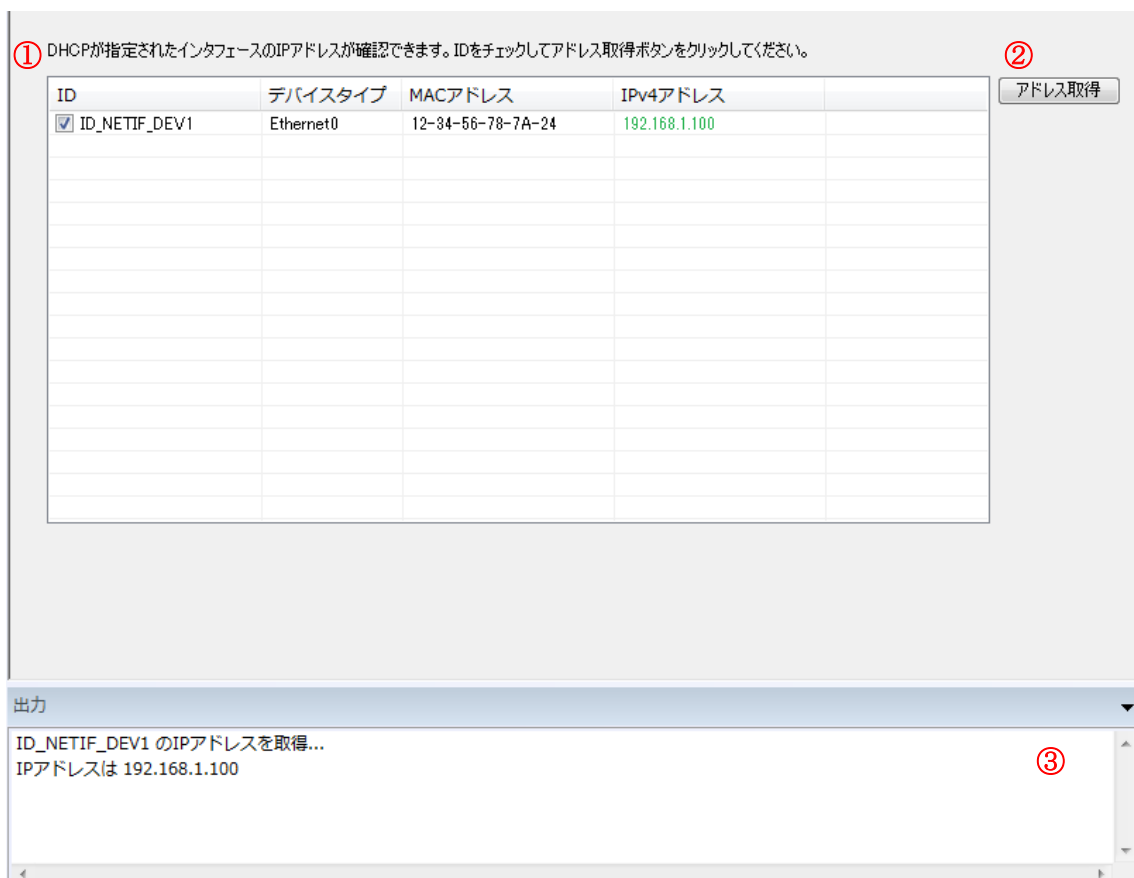 ① DHCPが指定されたインタフェースのIPアドレスが確認できます。IDをチェックしてアドレス取得ボタンをクリックしてください。
②
アドレス取得
ID デバイスタイプ MACアドレス IPv4アドレス
ID_NETIF_DEV1 Ethernet0 12-34-56-78-7A-24 192.168.1.100
出力
ID_NETIF_DEV1 のIPアドレスを取得...
IPアドレスは 192.168.1.100
③